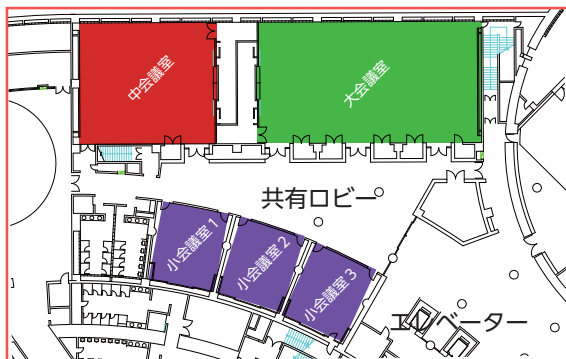 中会議室
大会議室
共有ロビー
小会議室 1
小会議室 2
小会議室 3
エレベーター